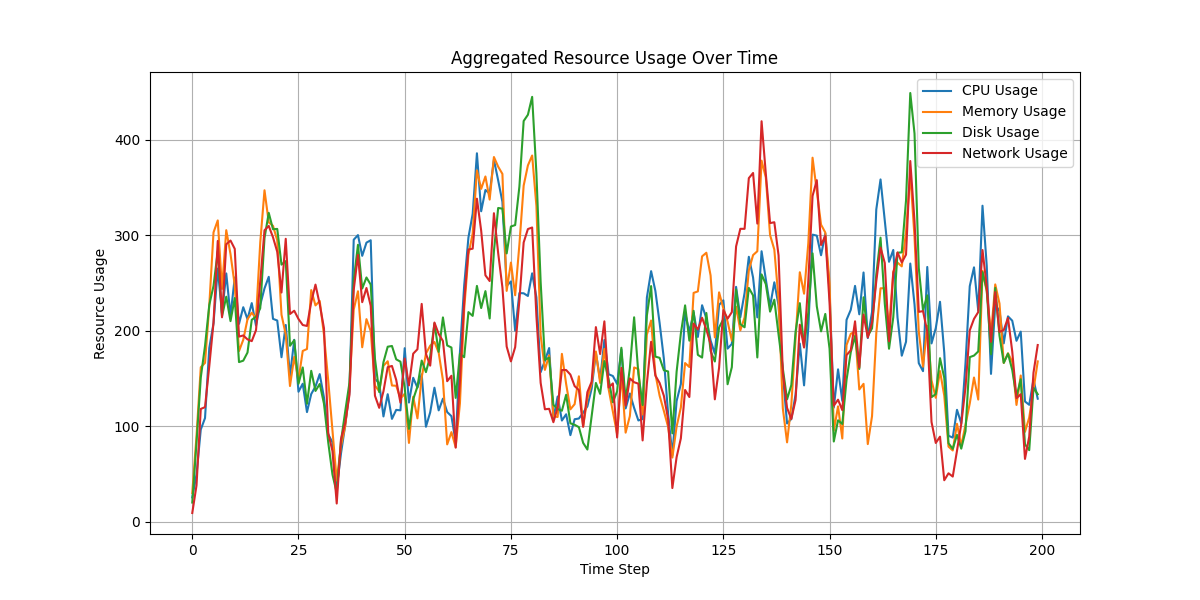 Aggregated Resource Usage Over Time
CPU Usage
Memory Usage
Disk Usage
Network Usage
Resource Usage
400
300
200
100
0
0 25 50 75 100 125 150 175 200
Time Step